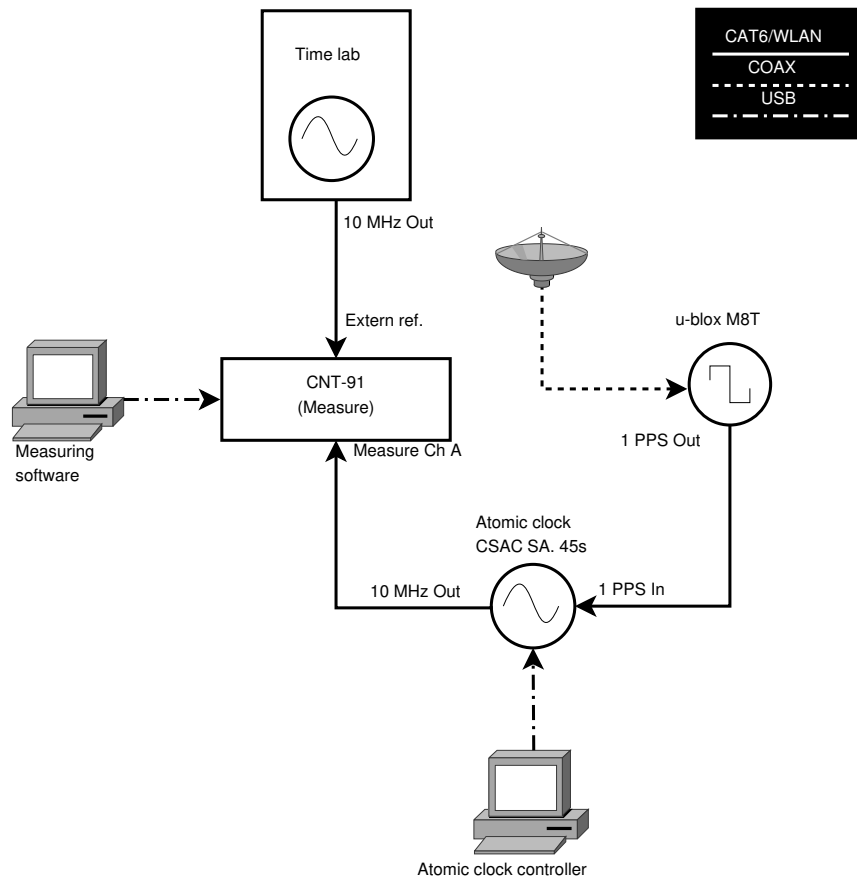 Time lab
CAT6/WLAN
COAX
USB
10 MHz Out
Extern ref.
u-blox M8T
CNT-91
(Measure)
Measuring
software
Measure Ch A
1 PPS Out
Atomic clock
CSAC SA. 45s
10 MHz Out
1 PPS In
Atomic clock controller